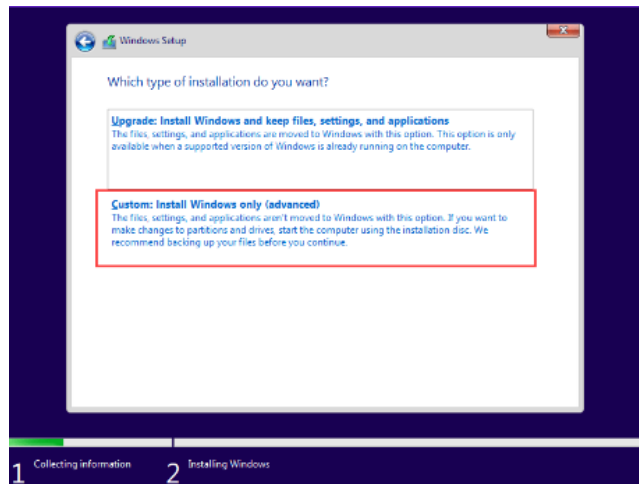 Windows Setup
Which type of installation do you want?
Upgrade: Install Windows and keep files, settings, and applications
The files, settings, and applications are moved to Windows with this option. This option is only
available when a supported version of Windows is already running on the computer.
Custom: Install Windows only (advanced)
The files, settings, and applications aren't moved to Windows with this option. If you want to
make changes to partitions and drives, start the computer using the installation disc. We
recommend backing up your files before you continue.
1 Collecting information 2 Installing Windows